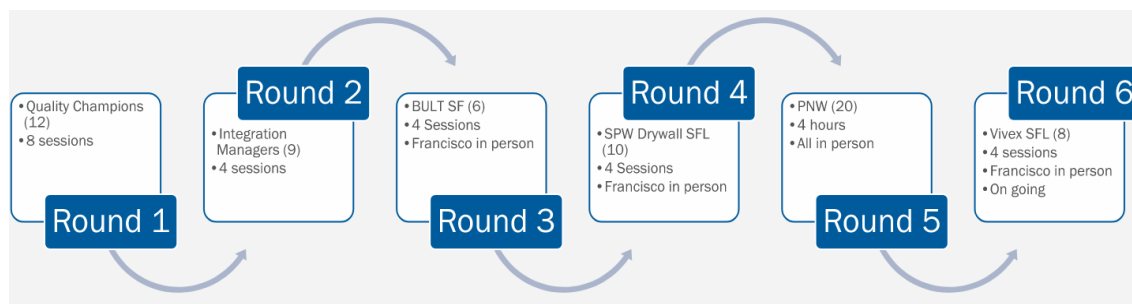 • Quality Champions
(12)
• 8 sessions
Round 1
Round 2
• Integration
Managers (9)
• 4 sessions
• BULT SF (6)
• 4 Sessions
• Francisco in person
Round 3
Round 4
• SPW Drywall SFL
(10)
• 4 Sessions
• Francisco in person
• PNW (20)
• 4 hours
• All in person
Round 5
Round 6
• Vivex SFL (8)
• 4 sessions
• Francisco in person
• On going